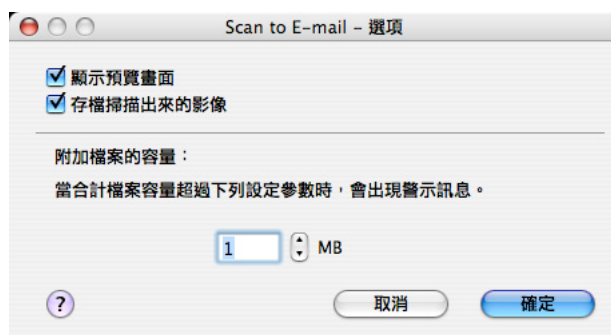 Scan to E-mail – 選項
顯示預覽畫面
存檔掃描出來的影像
附加檔案的容量：
當合計檔案容量超過下列設定參數時，會出現警示訊息。
1 MB
? 取消 確定